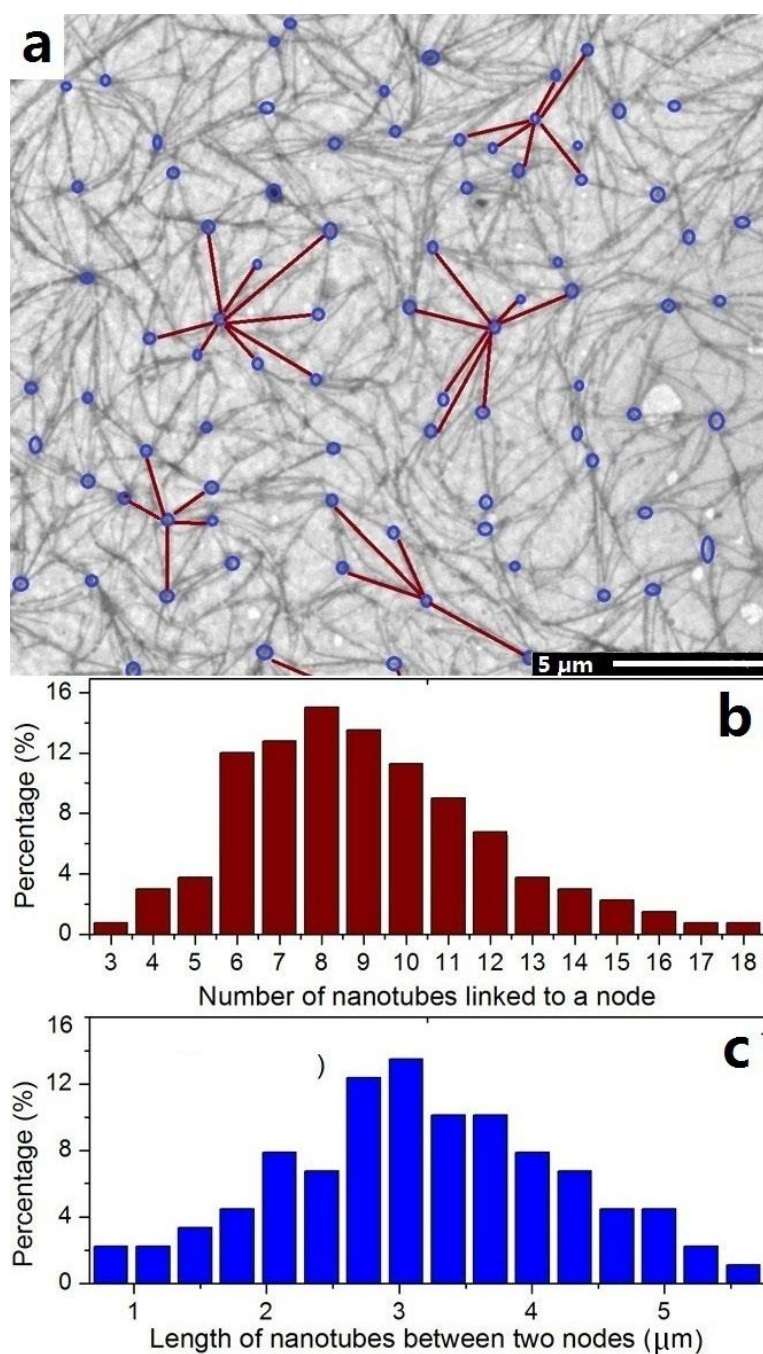 a
5 μm
b
Percentage (%)
16
12
8
4
0
3 4 5 6 7 8 9 10 11 12 13 14 15 16 17 18
Number of nanotubes linked to a node
c
)
Percentage (%)
16
12
8
4
0
1 2 3 4 5
Length of nanotubes between two nodes (μm)